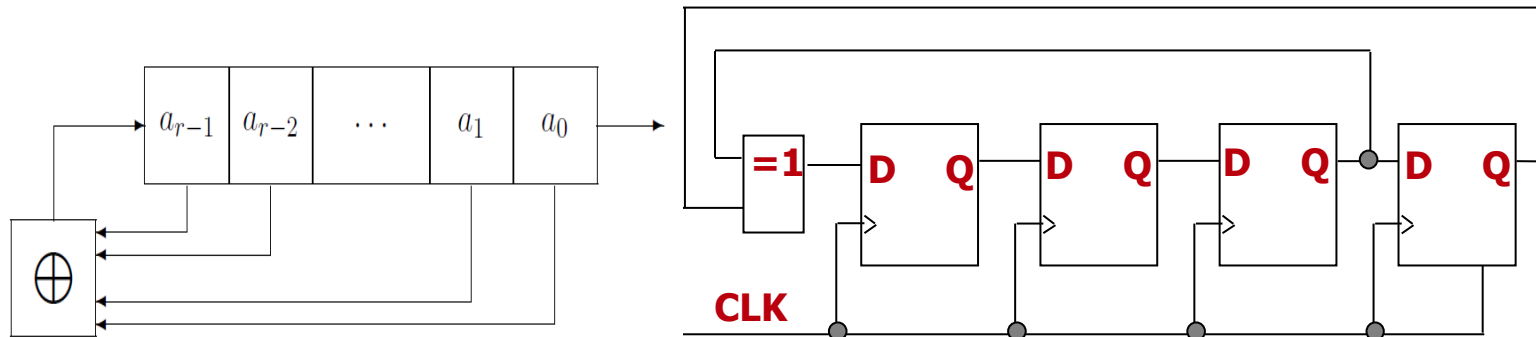 a_{r-1} a_{r-2} ⋯ a_1 a_0
⊕
=1
D Q D Q D Q D Q
CLK